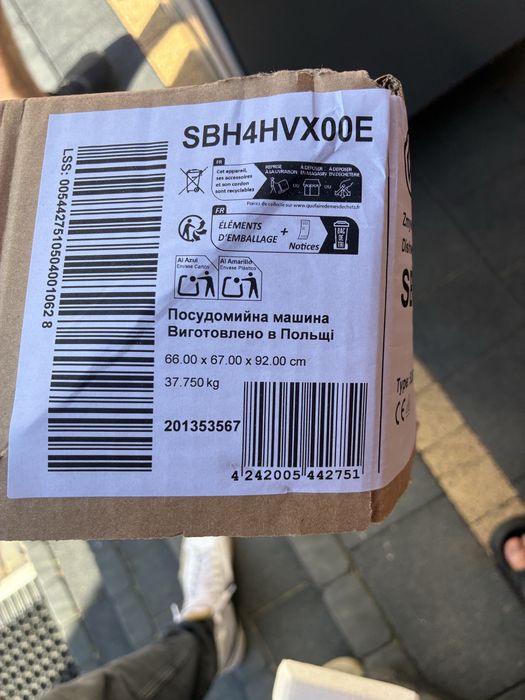 SBH4HVX00E
LSS: 00544275105040010628
FR
Cet appareil,
ses accessoires
et son cordon
sont recyclables
REPRISE
À LA LIVRAISON
OU
À DÉPOSER
EN MAGASIN
OU
À DÉPOSER
EN DÉCHÈTERIE
Points de collecte sur www.quefairedemesdechets.fr
FR
ÉLÉMENTS
D'EMBALLAGE
+
Notices
BAC
DE
TRI
Al Azul
Envase Cartón
Al Amarillo
Envase Plástico
Посудомийна машина
Виготовлено в Польщі
66.00 x 67.00 x 92.00 cm
37.750 kg
201353567
4 242005 442751
Type
CE